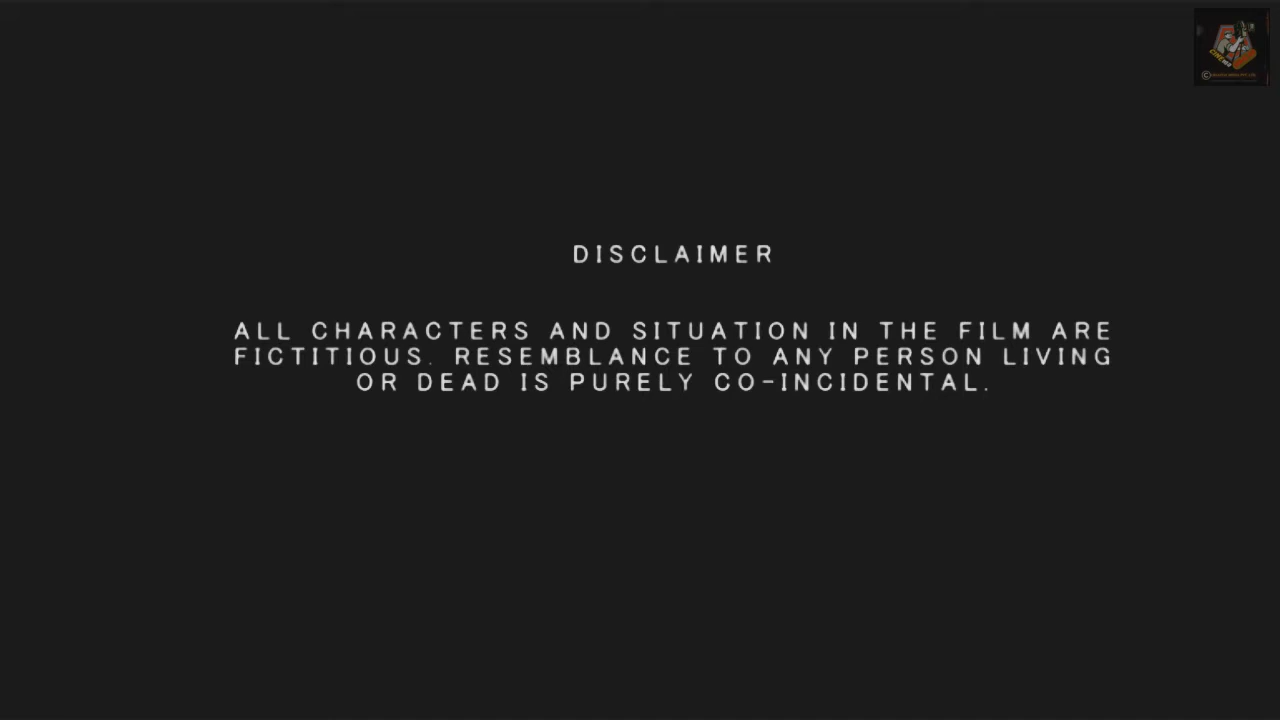 DISCLAIMER
ALL CHARACTERS AND SITUATION IN THE FILM ARE
FICTITIOUS. RESEMBLANCE TO ANY PERSON LIVING
OR DEAD IS PURELY CO-INCIDENTAL.